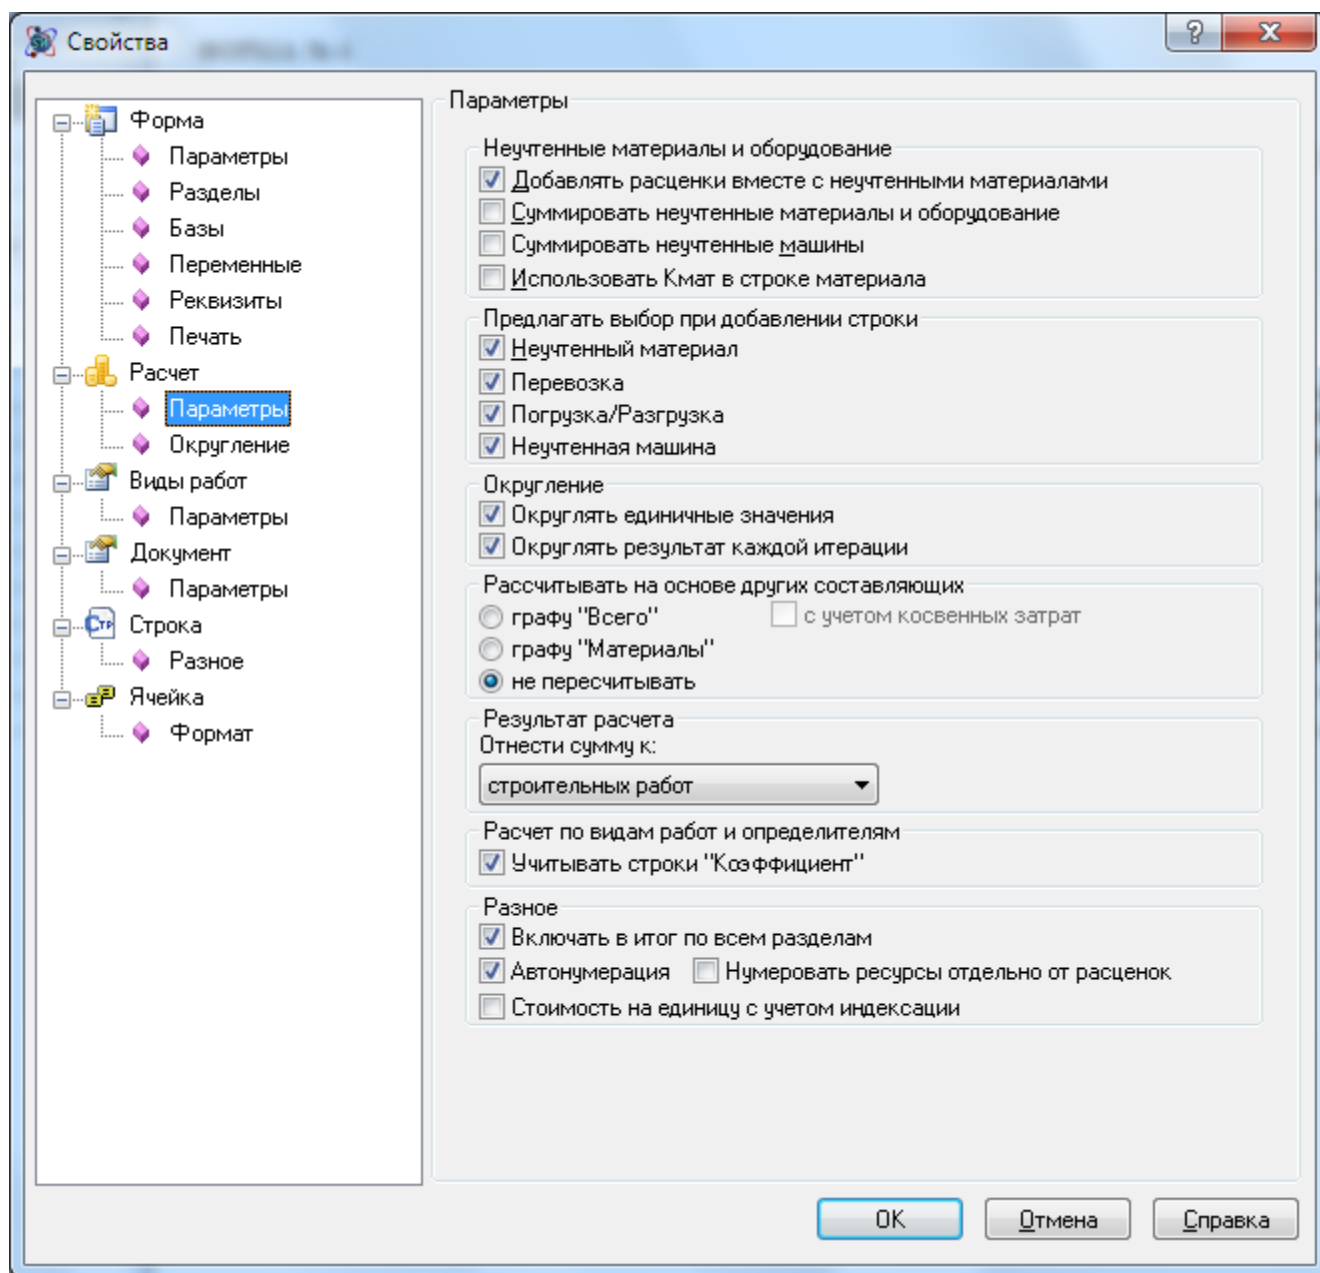 Свойства
Форма
Параметры
Разделы
Базы
Переменные
Реквизиты
Печать
Расчет
Параметры
Округление
Виды работ
Параметры
Документ
Параметры
Строка
Разное
Ячейка
Формат
Параметры
Неучтенные материалы и оборудование
Добавлять расценки вместе с неучтенными материалами
Суммировать неучтенные материалы и оборудование
Суммировать неучтенные машины
Использовать Кмат в строке материала
Предлагать выбор при добавлении строки
Неучтенный материал
Перевозка
Погрузка/Разгрузка
Неучтенная машина
Округление
Округлять единичные значения
Округлять результат каждой итерации
Рассчитывать на основе других составляющих
графу "Всего" с учетом косвенных затрат
графу "Материалы"
не пересчитывать
Результат расчета
Отнести сумму к:
строительных работ
Расчет по видам работ и определителям
Учитывать строки "Коэффициент"
Разное
Включать в итог по всем разделам
Автонумерация Нумеровать ресурсы отдельно от расценок
Стоимость на единицу с учетом индексации
OK Отмена Справка